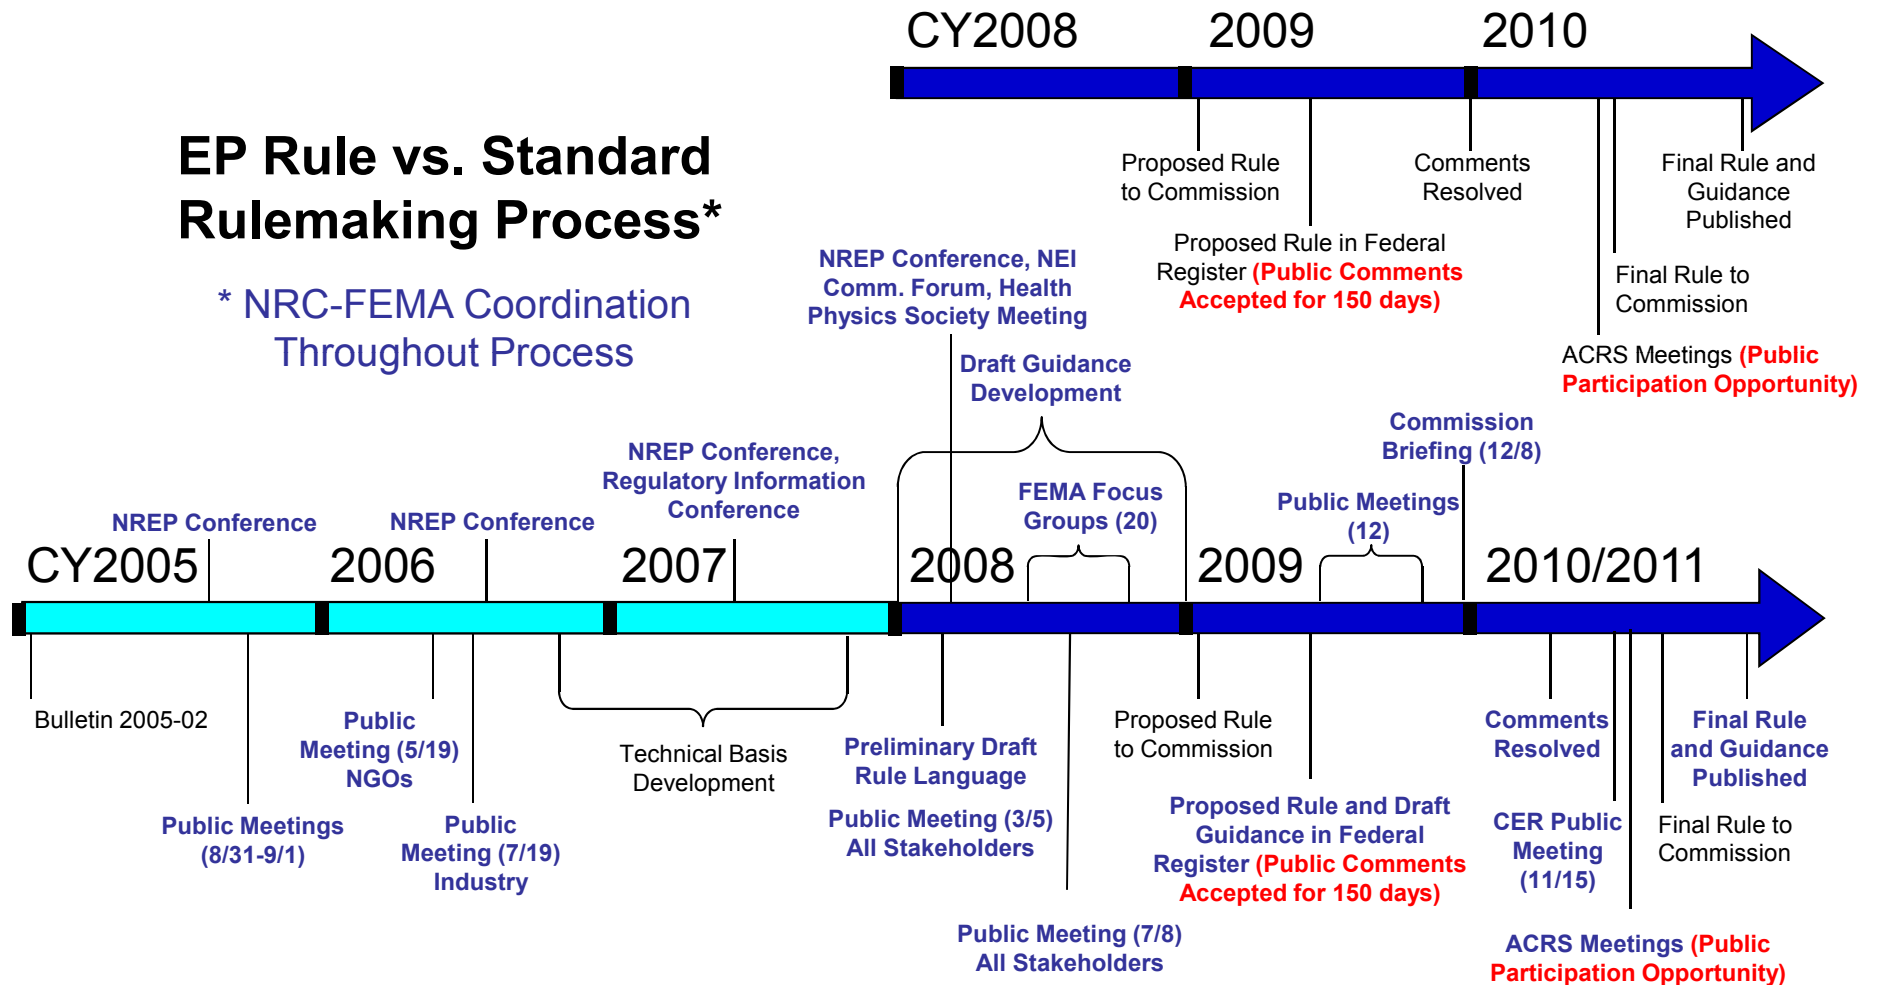 CY2008
2009
2010
EP Rule vs. Standard
Rulemaking Process*
* NRC-FEMA Coordination
Throughout Process
Proposed Rule
to Commission
Proposed Rule in Federal
Register (Public Comments
Accepted for 150 days)
Comments
Resolved
ACRS Meetings (Public
Participation Opportunity)
Final Rule to
Commission
Final Rule and
Guidance
Published
NREP Conference
NREP Conference
NREP Conference,
Regulatory Information
Conference
NREP Conference, NEI
Comm. Forum, Health
Physics Society Meeting
Draft Guidance
Development
FEMA Focus
Groups (20)
Public Meetings
(12)
Commission
Briefing (12/8)
CY2005
2006
2007
2008
2009
2010/2011
Bulletin 2005-02
Public Meetings
(8/31-9/1)
Public
Meeting (5/19)
NGOs
Public
Meeting (7/19)
Industry
Technical Basis
Development
Preliminary Draft
Rule Language
Public Meeting (3/5)
All Stakeholders
Public Meeting (7/8)
All Stakeholders
Proposed Rule
to Commission
Proposed Rule and Draft
Guidance in Federal
Register (Public Comments
Accepted for 150 days)
Comments
Resolved
CER Public
Meeting
(11/15)
ACRS Meetings (Public
Participation Opportunity)
Final Rule to
Commission
Final Rule
and Guidance
Published